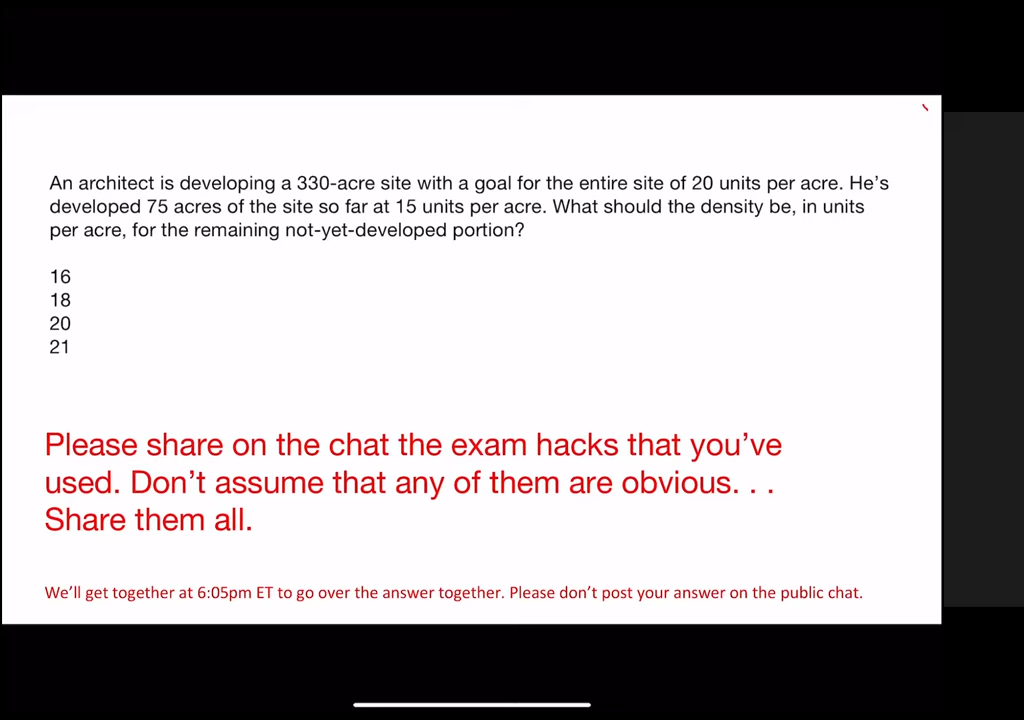 An architect is developing a 330-acre site with a goal for the entire site of 20 units per acre. He’s
developed 75 acres of the site so far at 15 units per acre. What should the density be, in units
per acre, for the remaining not-yet-developed portion?
16
18
20
21
Please share on the chat the exam hacks that you’ve
used. Don’t assume that any of them are obvious. . .
Share them all.
We’ll get together at 6:05pm ET to go over the answer together. Please don’t post your answer on the public chat.